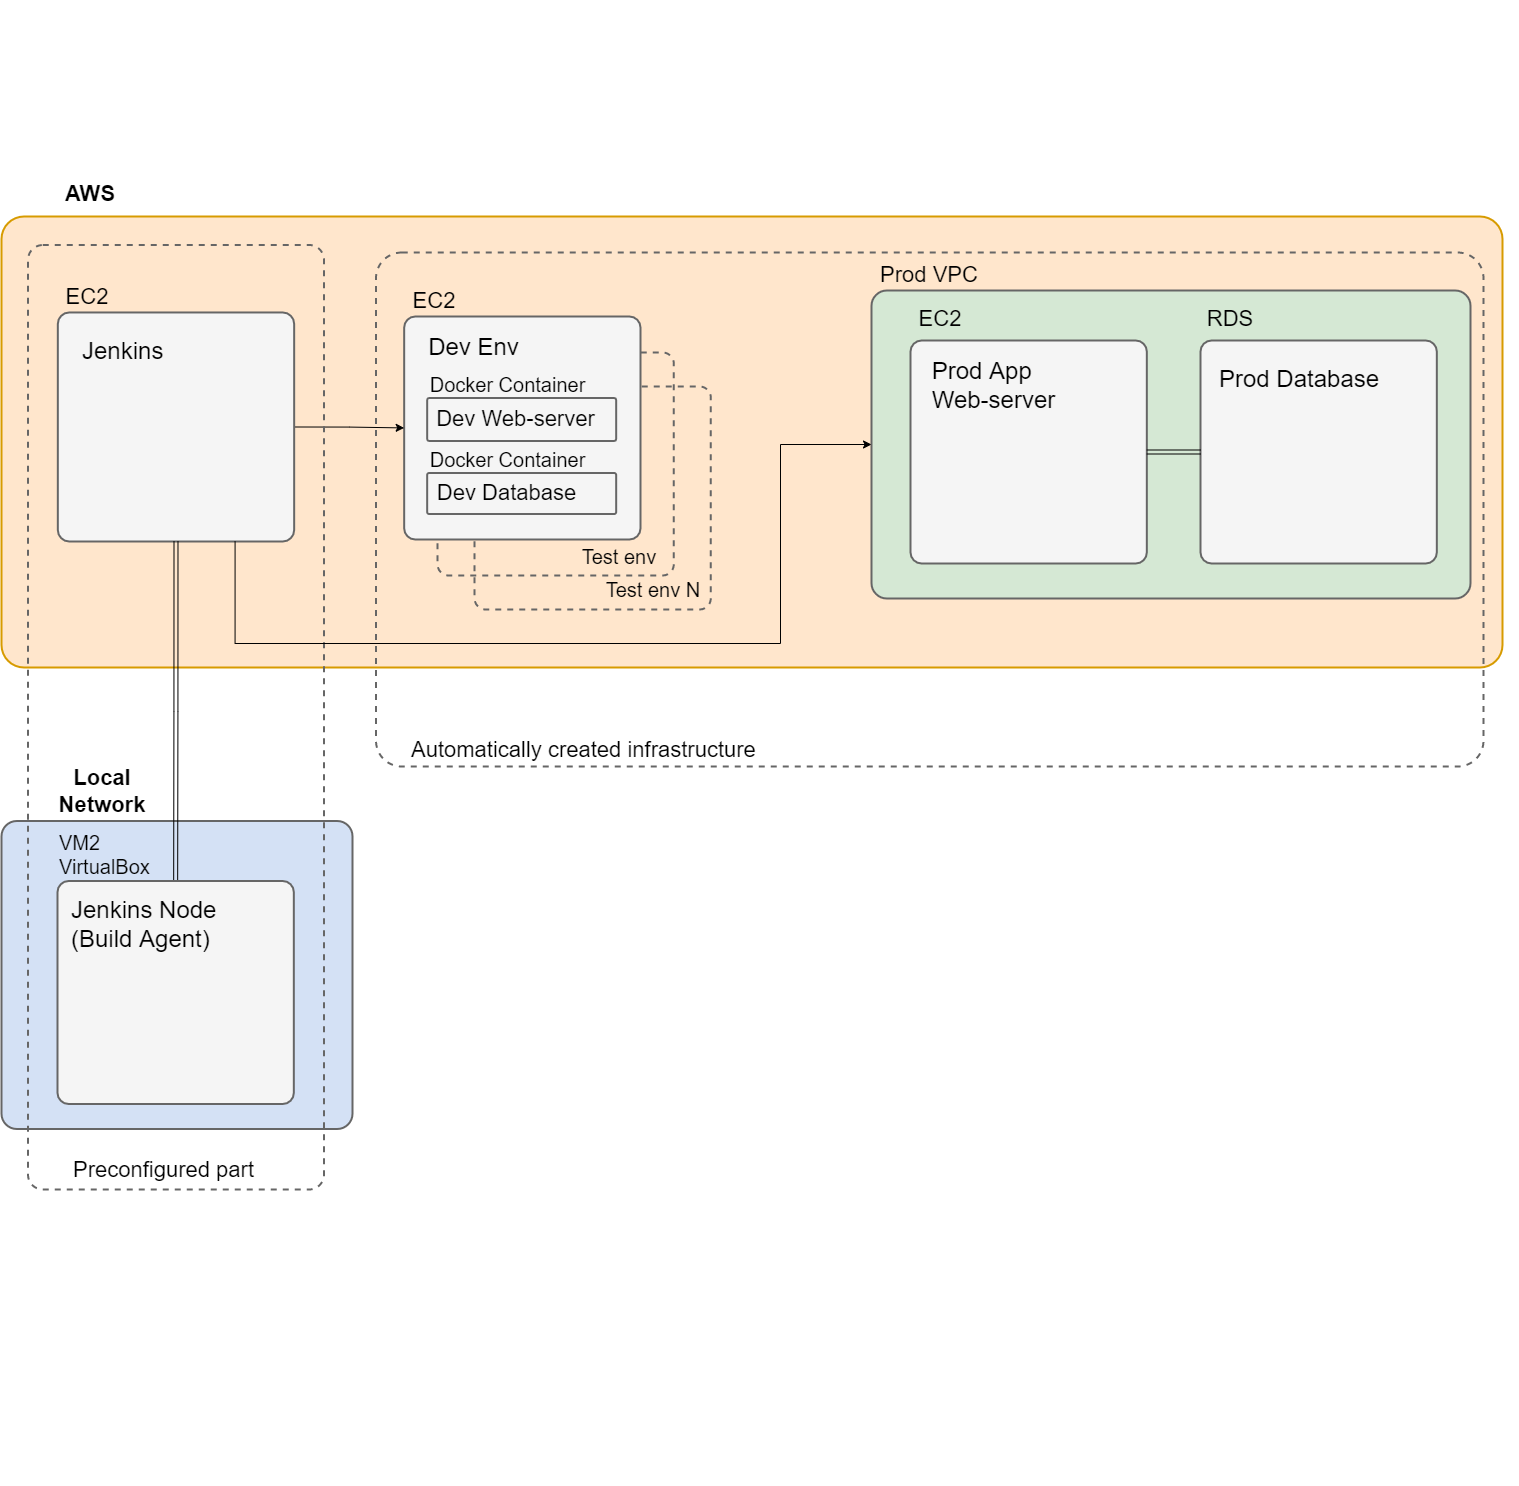 AWS
EC2
Jenkins
EC2
Dev Env
Docker Container
Dev Web-server
Docker Container
Dev Database
Test env
Test env N
Prod VPC
EC2
Prod App
Web-server
RDS
Prod Database
Automatically created infrastructure
Local
Network
VM2
VirtualBox
Jenkins Node
(Build Agent)
Preconfigured part